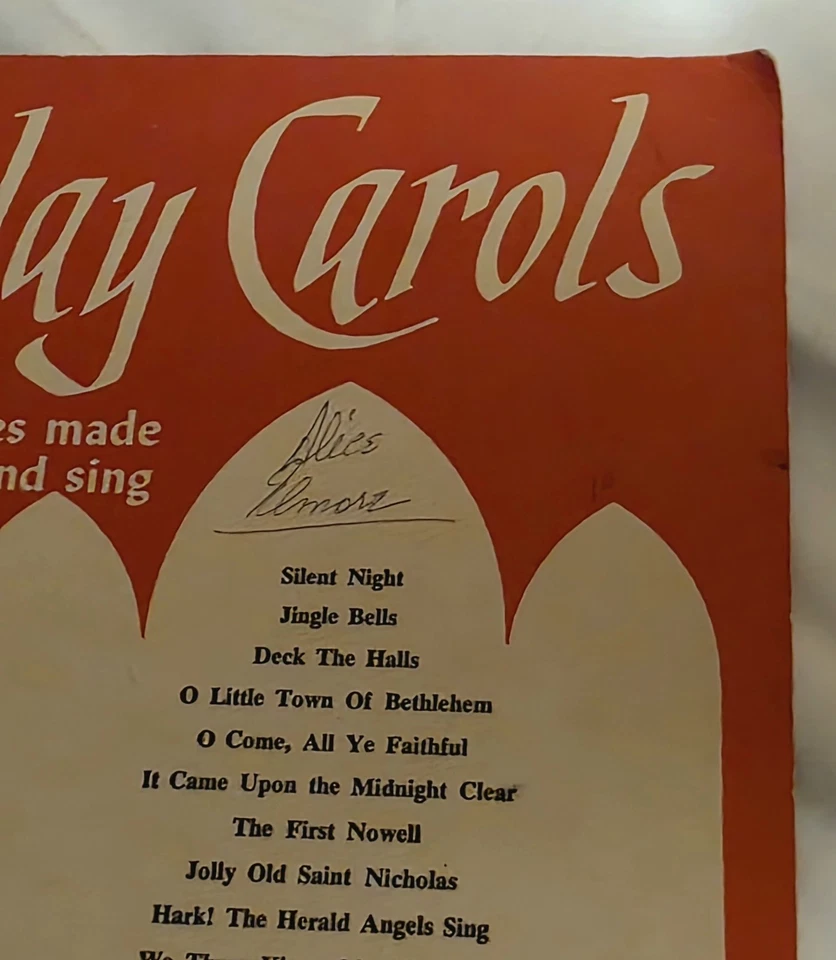 lay Carols
es made
nd sing
Alice
Elmore
Silent Night
Jingle Bells
Deck The Halls
O Little Town Of Bethlehem
O Come, All Ye Faithful
It Came Upon the Midnight Clear
The First Nowell
Jolly Old Saint Nicholas
Hark! The Herald Angels Sing
We Three